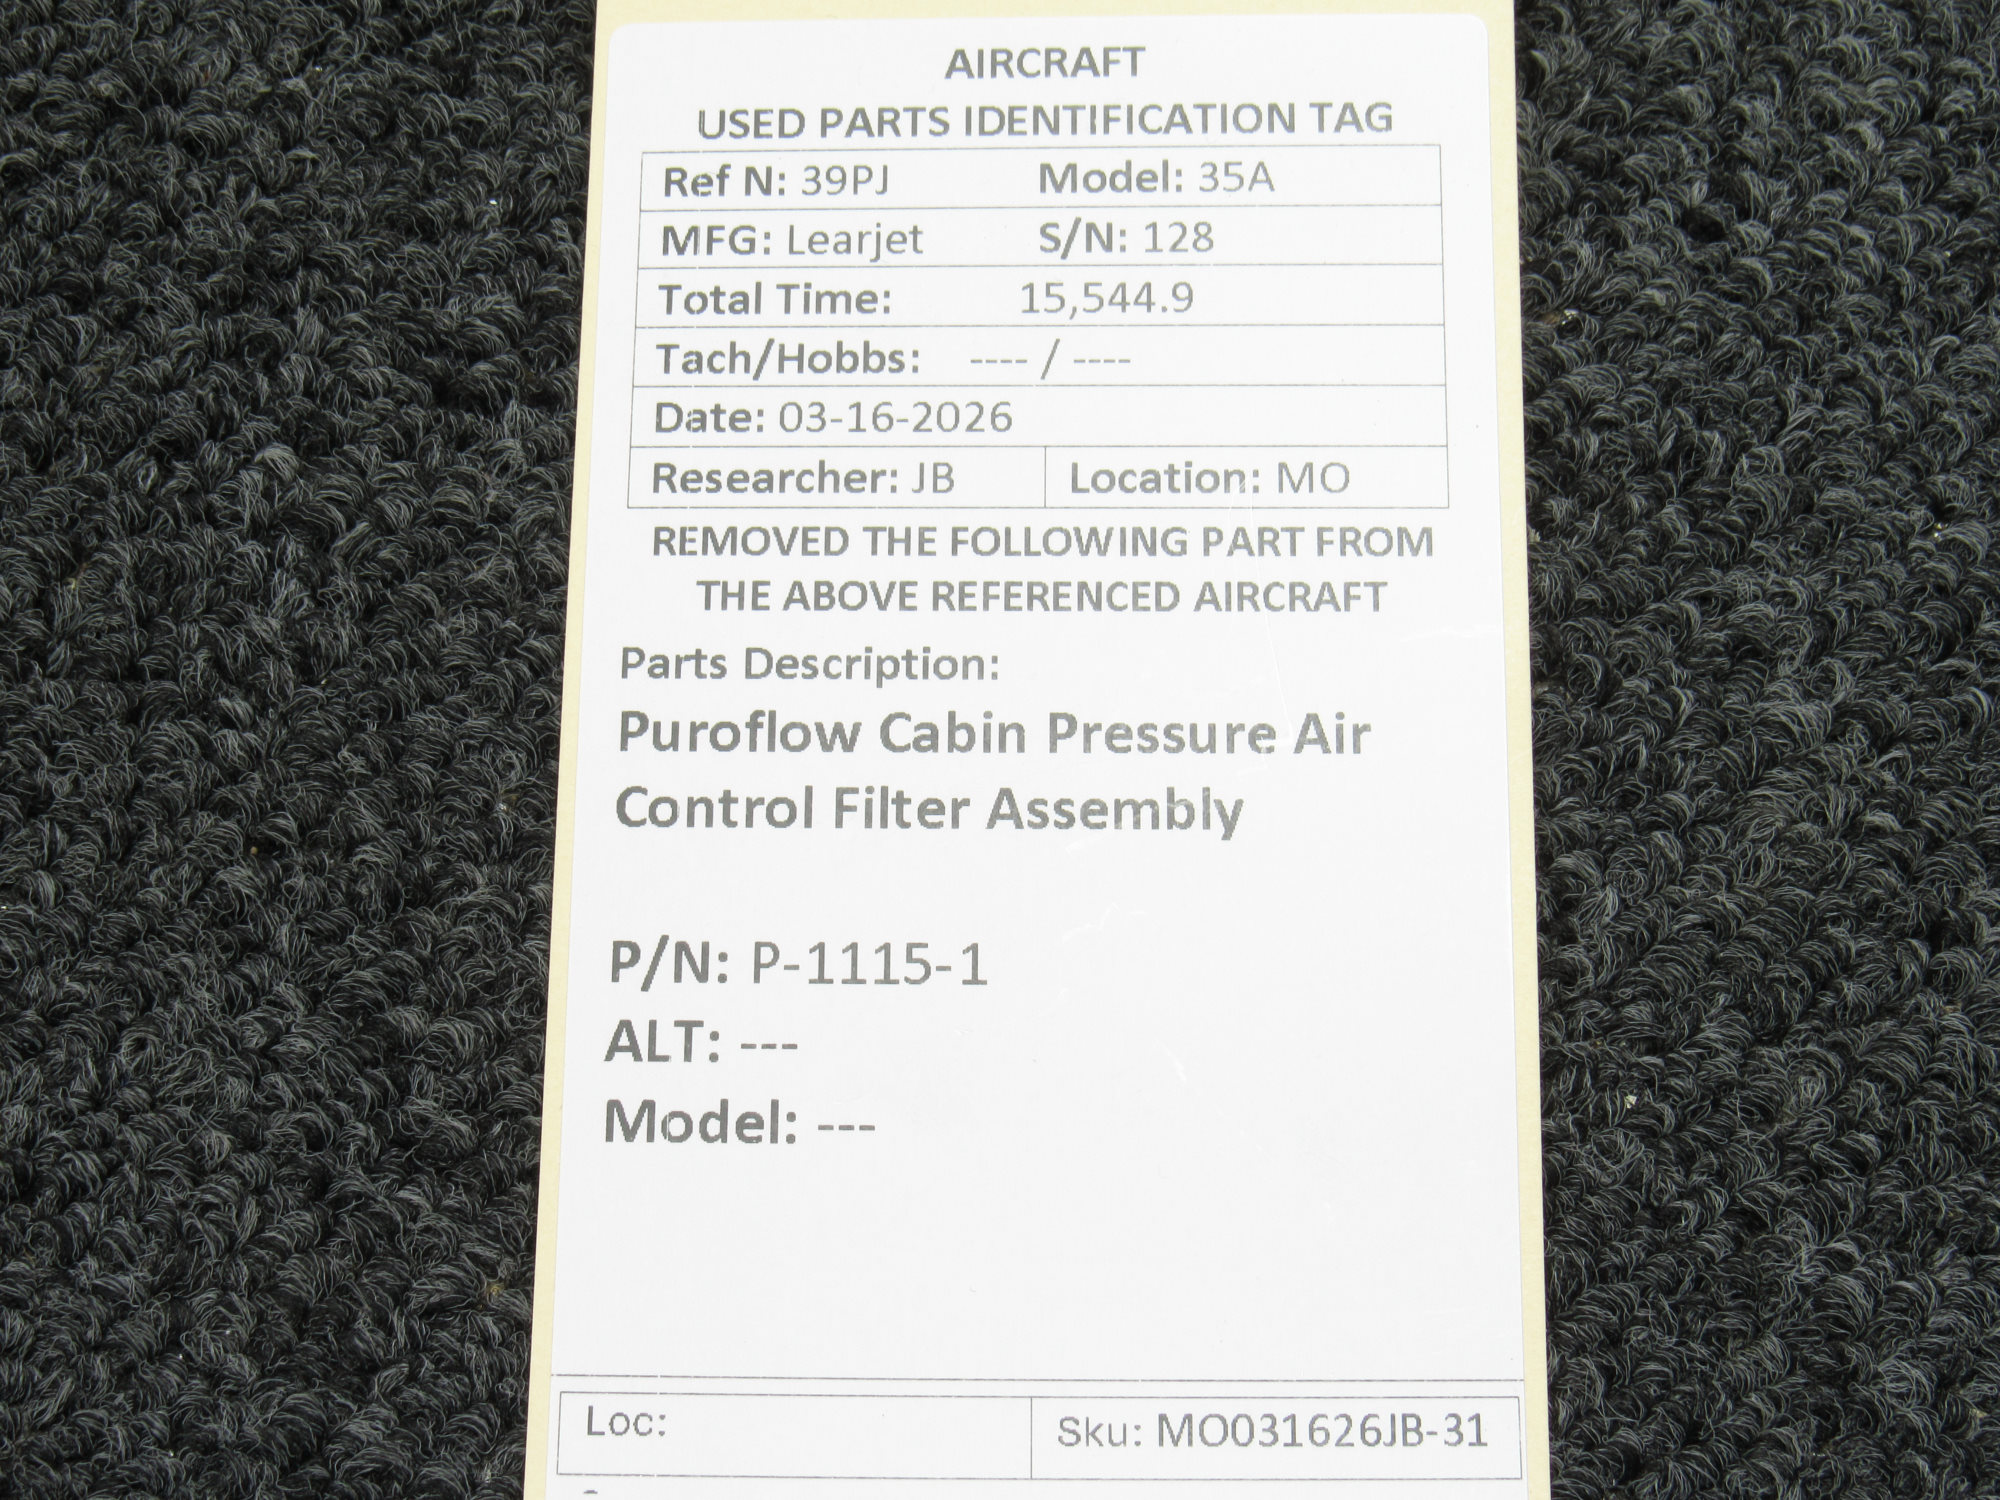 AIRCRAFT
USED PARTS IDENTIFICATION TAG
Ref N: 39PJ Model: 35A
MFG: Learjet S/N: 128
Total Time: 15,544.9
Tach/Hobbs: ---- / ----
Date: 03-16-2026
Researcher: JB Location: MO
REMOVED THE FOLLOWING PART FROM
THE ABOVE REFERENCED AIRCRAFT
Parts Description:
Puroflow Cabin Pressure Air
Control Filter Assembly
P/N: P-1115-1
ALT: ---
Model: ---
Loc: Sku: MO031626JB-31